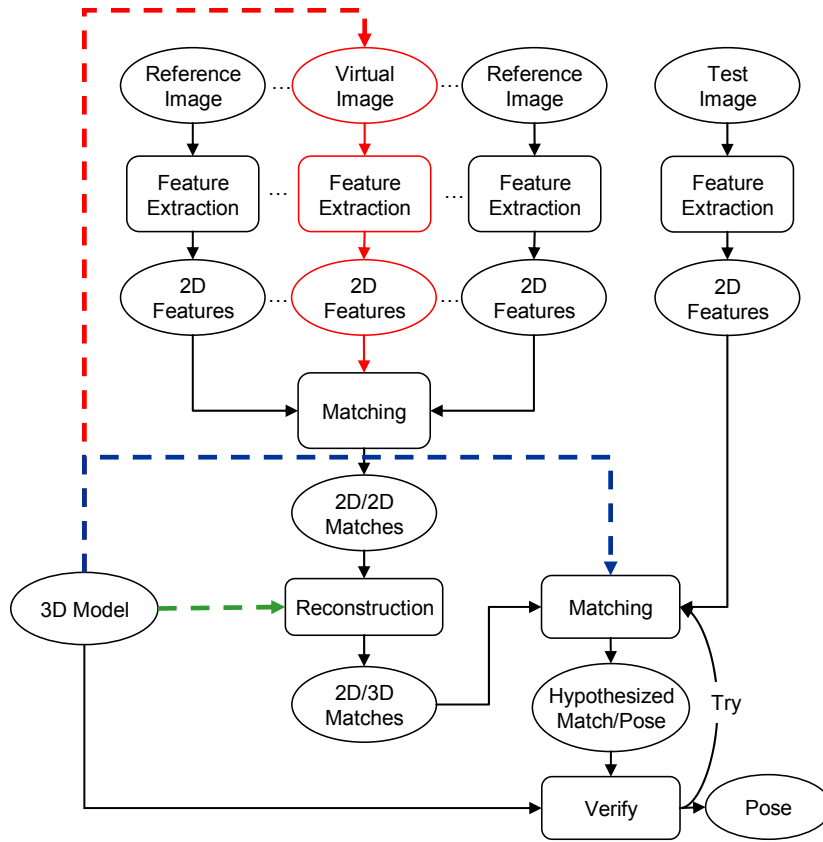 Reference
Image
...
Virtual
Image
...
Reference
Image
Test
Image
Feature
Extraction
...
Feature
Extraction
...
Feature
Extraction
Feature
Extraction
2D
Features
...
2D
Features
...
2D
Features
2D
Features
Matching
2D/2D
Matches
3D Model
Reconstruction
Matching
2D/3D
Matches
Hypothesized
Match/Pose
Try
Verify
Pose